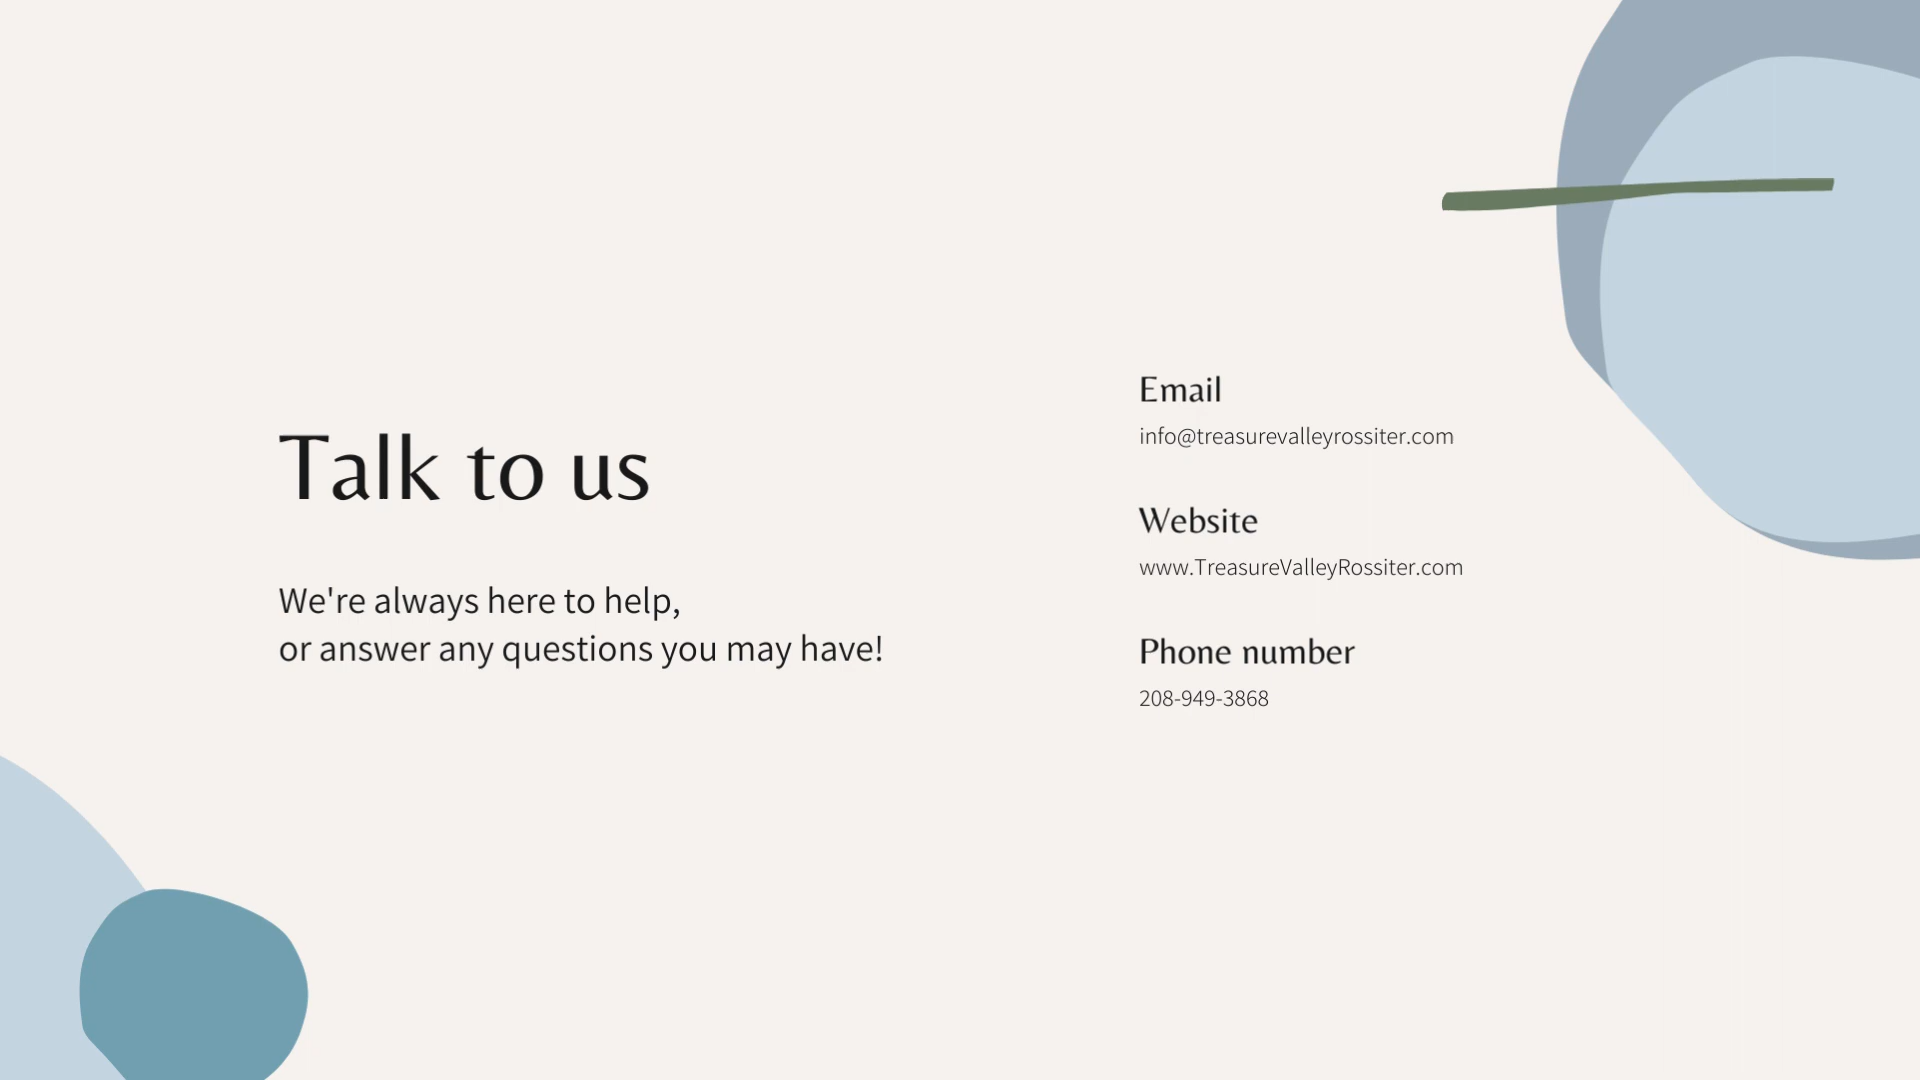 Talk to us
We're always here to help,
or answer any questions you may have!
Email
info@treasurevalleyrossiter.com
Website
www.TreasureValleyRossiter.com
Phone number
208-949-3868